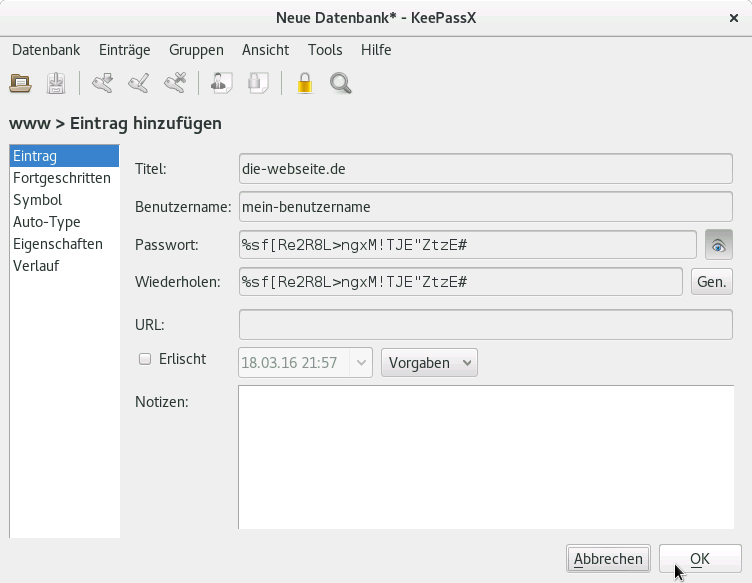 Neue Datenbank* - KeePassX
Datenbank Einträge Gruppen Ansicht Tools Hilfe
www > Eintrag hinzufügen
Eintrag
Fortgeschritten
Symbol
Auto-Type
Eigenschaften
Verlauf
Titel: die-webseite.de
Benutzername: mein-benutzername
Passwort: %sf[Re2R8L>ngxM!TJE"ZtzE#
Wiederholen: %sf[Re2R8L>ngxM!TJE"ZtzE# Gen.
URL:
Erlischt 18.03.16 21:57 Vorgaben
Notizen:
Abbrechen OK